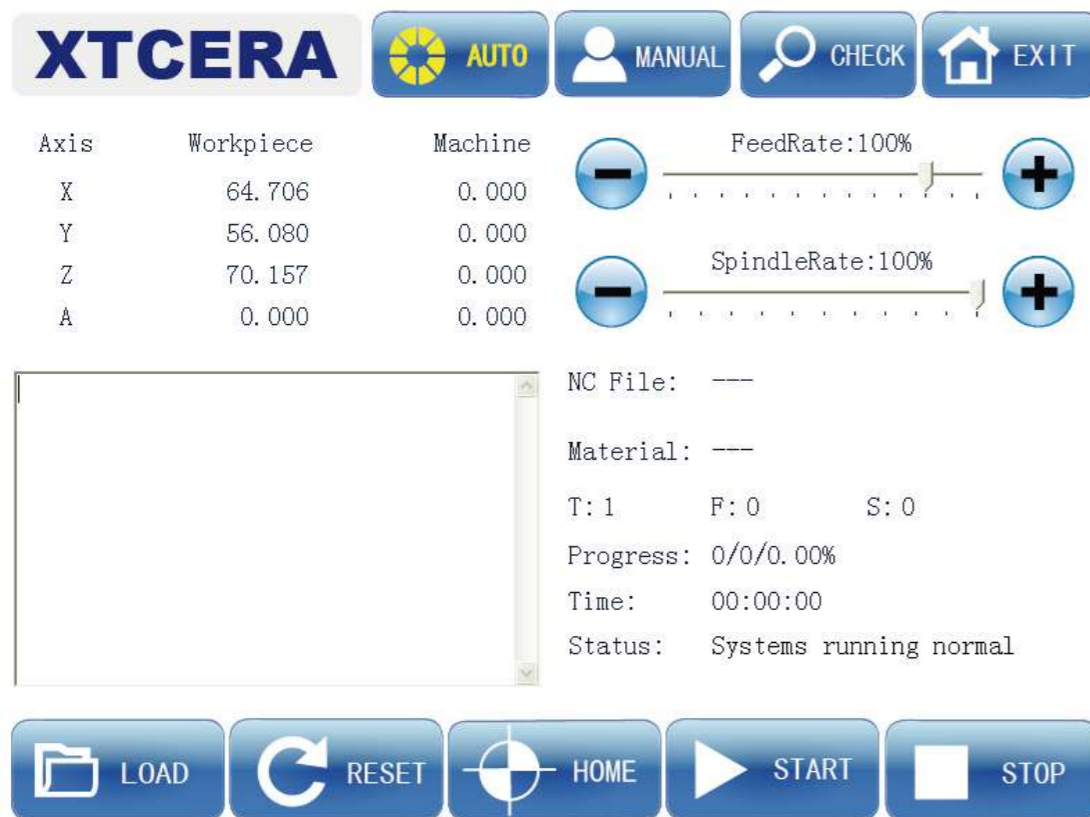 XTCERA AUTO MANUAL CHECK EXIT
Axis Workpiece Machine
X 64.706 0.000
Y 56.080 0.000
Z 70.157 0.000
A 0.000 0.000
FeedRate:100%
SpindleRate:100%
NC File: ---
Material: ---
T:1 F:0 S:0
Progress: 0/0/0.00%
Time: 00:00:00
Status: Systems running normal
LOAD RESET HOME START STOP